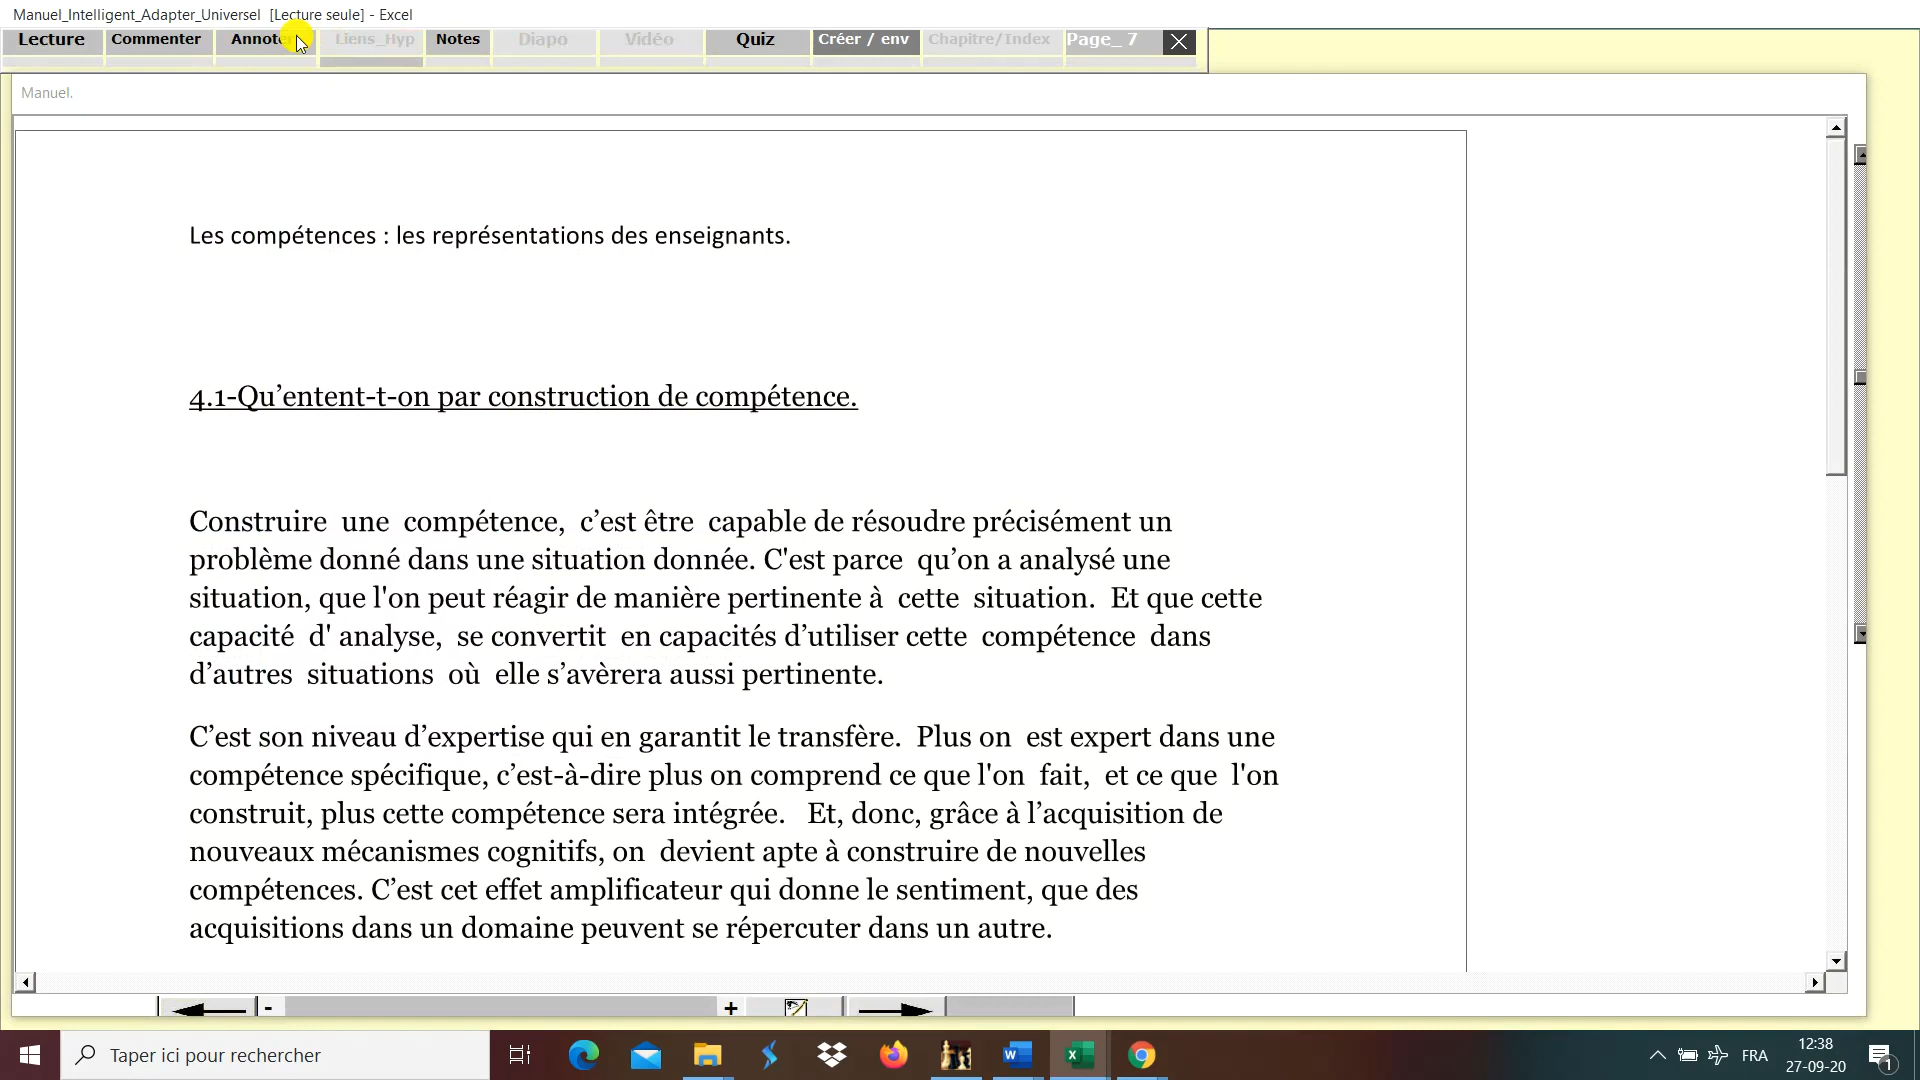 Manuel_Intelligent_Adapter_Universel [Lecture seule] - Excel
Lecture Commenter Annoter Liens_Hyp Notes Diapo Vidéo Quiz Créer / env Chapitre/Index Page_ 7
Manuel.
Les compétences : les représentations des enseignants.
4.1-Qu’entent-t-on par construction de compétence.
Construire une compétence, c’est être capable de résoudre précisément un
problème donné dans une situation donnée. C'est parce qu’on a analysé une
situation, que l'on peut réagir de manière pertinente à cette situation. Et que cette
capacité d' analyse, se convertit en capacités d’utiliser cette compétence dans
d’autres situations où elle s’avèrera aussi pertinente.
C’est son niveau d’expertise qui en garantit le transfère. Plus on est expert dans une
compétence spécifique, c’est-à-dire plus on comprend ce que l'on fait, et ce que l'on
construit, plus cette compétence sera intégrée. Et, donc, grâce à l’acquisition de
nouveaux mécanismes cognitifs, on devient apte à construire de nouvelles
compétences. C’est cet effet amplificateur qui donne le sentiment, que des
acquisitions dans un domaine peuvent se répercuter dans un autre.
- +
Taper ici pour rechercher
FRA
12:38
27-09-20
1